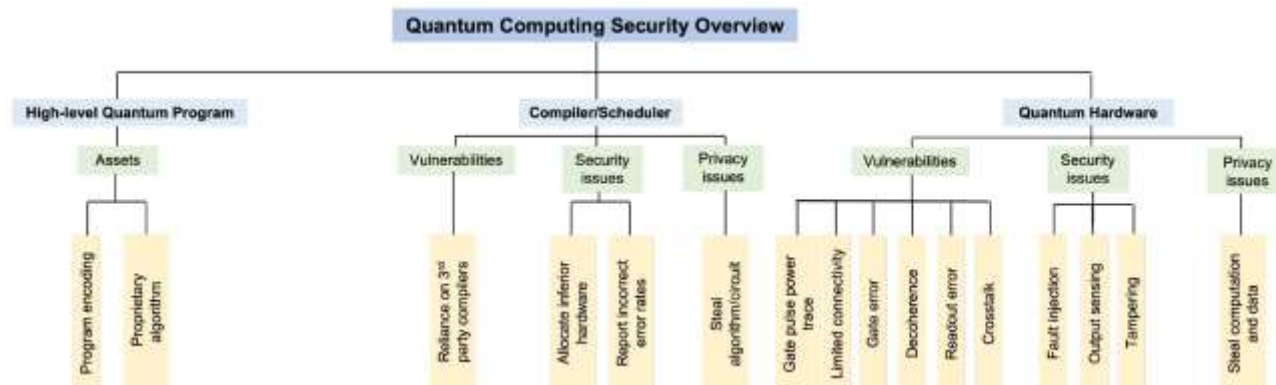 Quantum Computing Security Overview
High-level Quantum Program
Compiler/Scheduler
Quantum Hardware
Assets
Vulnerabilities
Security
issues
Privacy
issues
Vulnerabilities
Security
issues
Privacy
issues
Program encoding
Proprietary
algorithm
Reliance on 3rd
party compilers
Allocate inferior
hardware
Report incorrect
error rates
Steal
algorithm/circuit
Gate pulse power
trace
Limited connectivity
Gate error
Decoherence
Readout error
Crosstalk
Fault injection
Output sensing
Tampering
Steal computation
and data